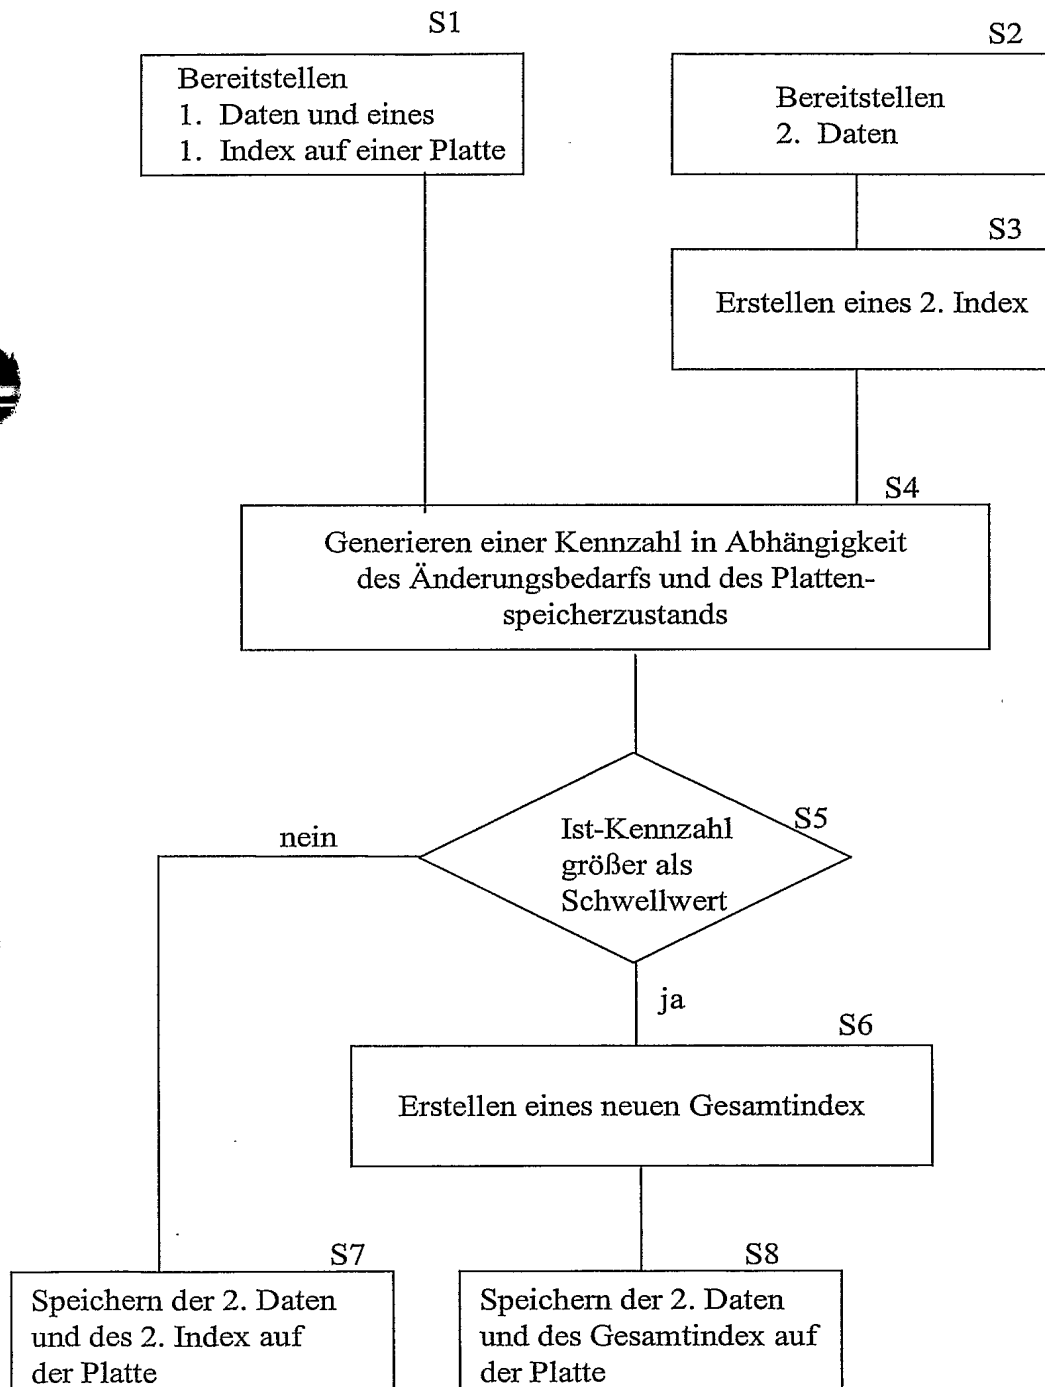 S1
Bereitstellen
1. Daten und eines
1. Index auf einer Platte
S2
Bereitstellen
2. Daten
S3
Erstellen eines 2. Index
S4
Generieren einer Kennzahl in Abhängigkeit
des Änderungsbedarfs und des Platten-
speicherzustands
S5
Ist-Kennzahl
größer als
Schwellwert
nein
ja
S6
Erstellen eines neuen Gesamtindex
S7
Speichern der 2. Daten
und des 2. Index auf
der Platte
S8
Speichern der 2. Daten
und des Gesamtindex auf
der Platte